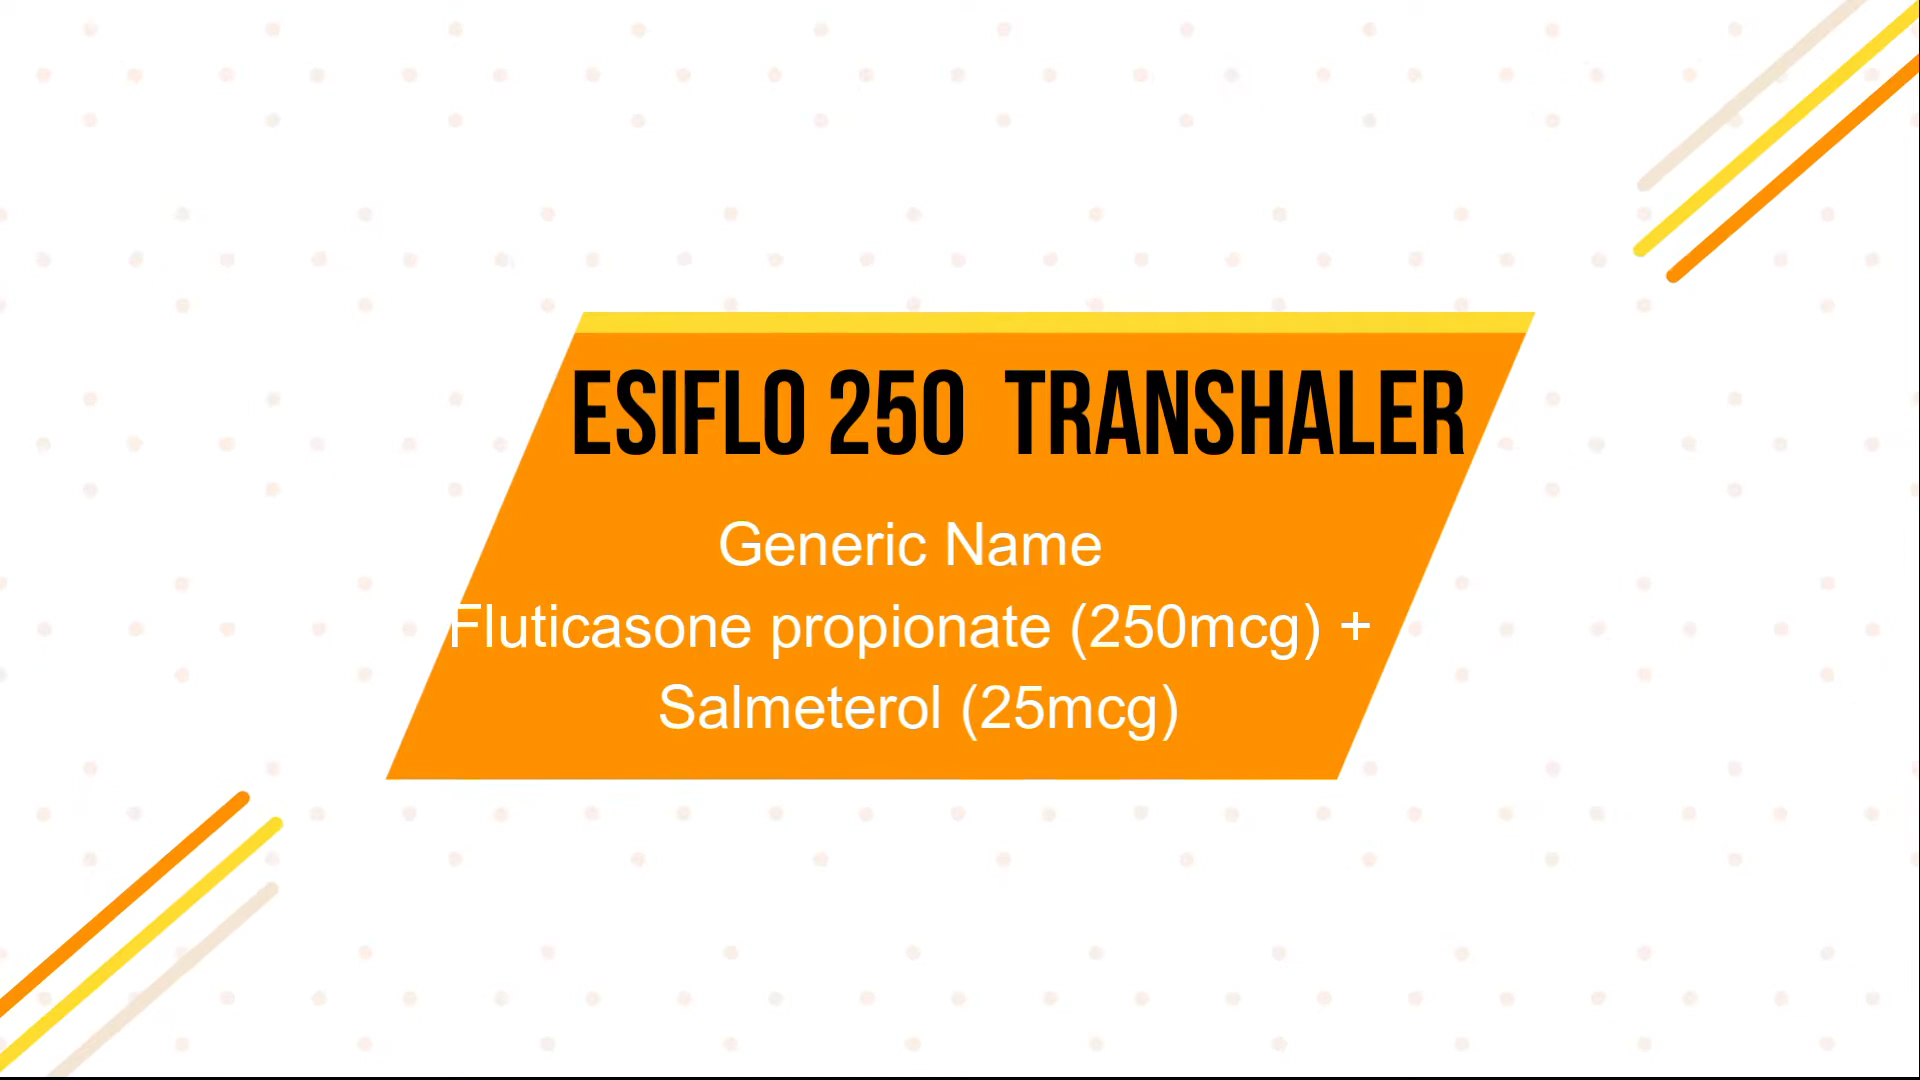 ESIFLO 250 TRANSHALER
Generic Name
Fluticasone propionate (250mcg) +
Salmeterol (25mcg)